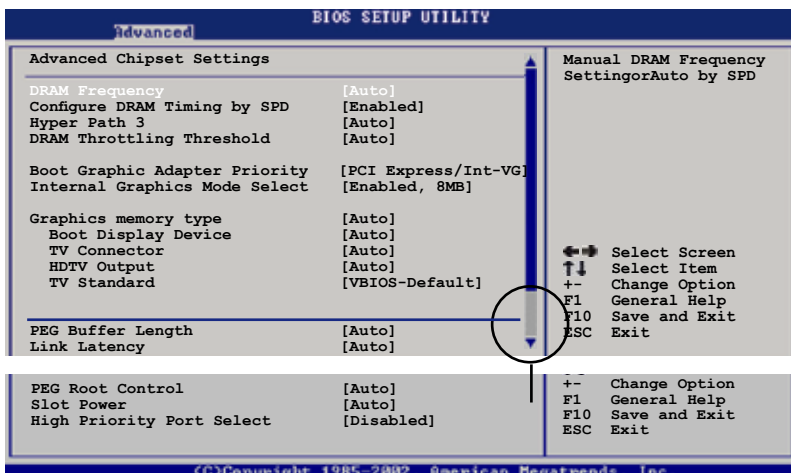 BIOS SETUP UTILITY
Advanced
Advanced Chipset Settings
DRAM Frequency [Auto]
Configure DRAM Timing by SPD [Enabled]
Hyper Path 3 [Auto]
DRAM Throttling Threshold [Auto]
Boot Graphic Adapter Priority [PCI Express/Int-VG]
Internal Graphics Mode Select [Enabled, 8MB]
Graphics memory type [Auto]
Boot Display Device [Auto]
TV Connector [Auto]
HDTV Output [Auto]
TV Standard [VBIOS-Default]
PEG Buffer Length [Auto]
Link Latency [Auto]
Manual DRAM Frequency
SettingorAuto by SPD
Select Screen
Select Item
+- Change Option
F1 General Help
F10 Save and Exit
ESC Exit
PEG Root Control [Auto]
Slot Power [Auto]
High Priority Port Select [Disabled]
+- Change Option
F1 General Help
F10 Save and Exit
ESC Exit
(C)Copyright 1985-2002, American Megatrends, Inc